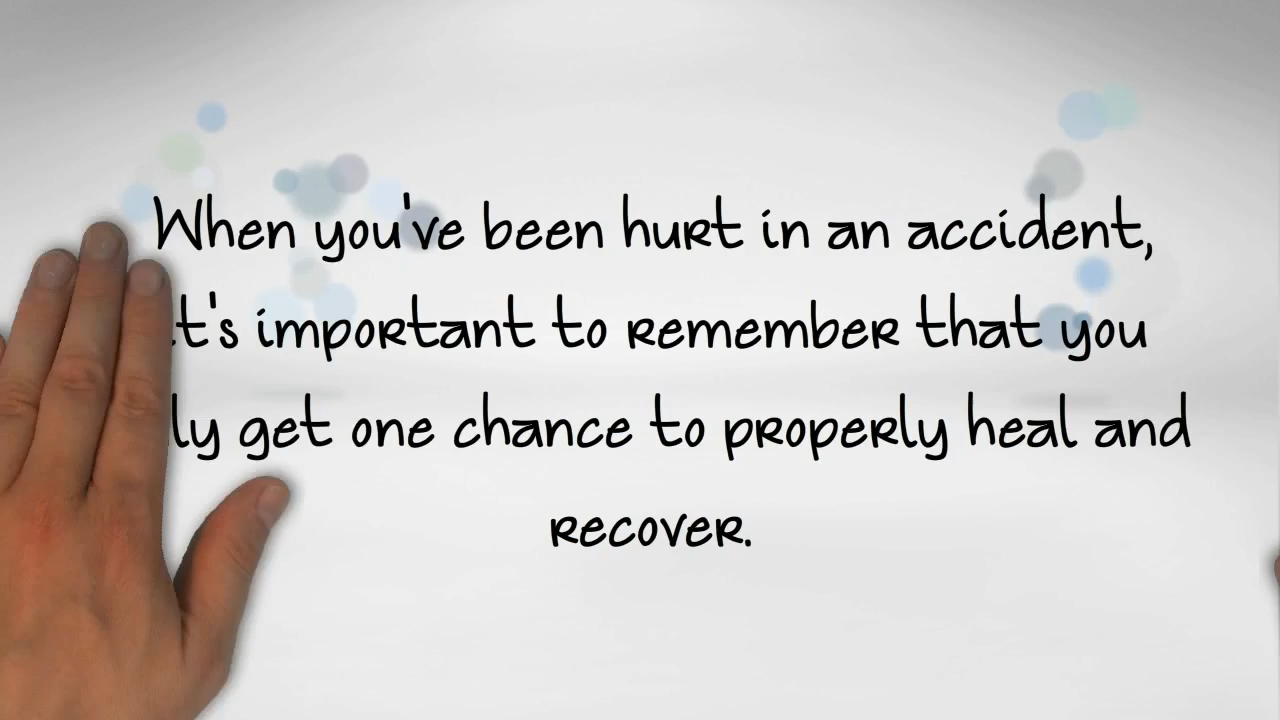 When you've been hurt in an accident,
t's important to remember that you
ly get one chance to properly heal and
recover.